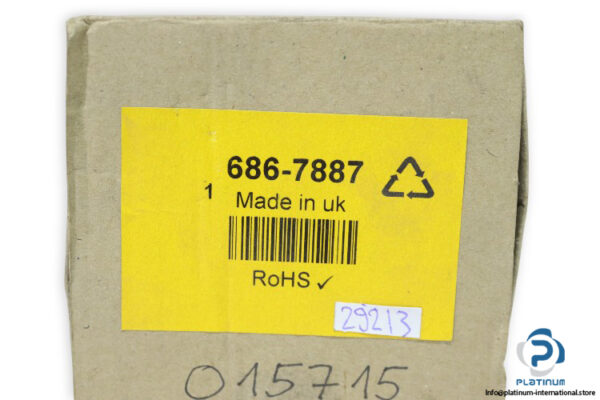 686-7887
1 Made in uk
RoHS ✓
29213
015715
PLATINUM
Info@platinum-international.store